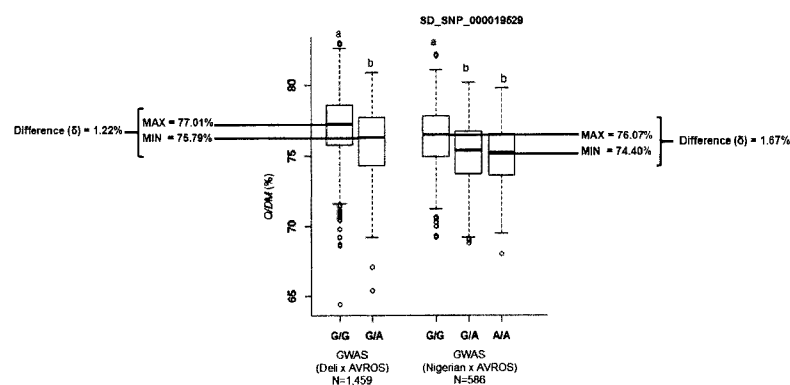 SD_SNP_000019529
a
b
a
b
b
Difference (δ) = 1.22%
MAX = 77.01%
MIN = 75.79%
MAX = 76.07%
MIN = 74.40%
Difference (δ) = 1.67%
O/DM (%)
80
75
70
65
G/G G/A G/G G/A A/A
GWAS
(Deli x AVROS)
N=1.459
GWAS
(Nigerian x AVROS)
N=586